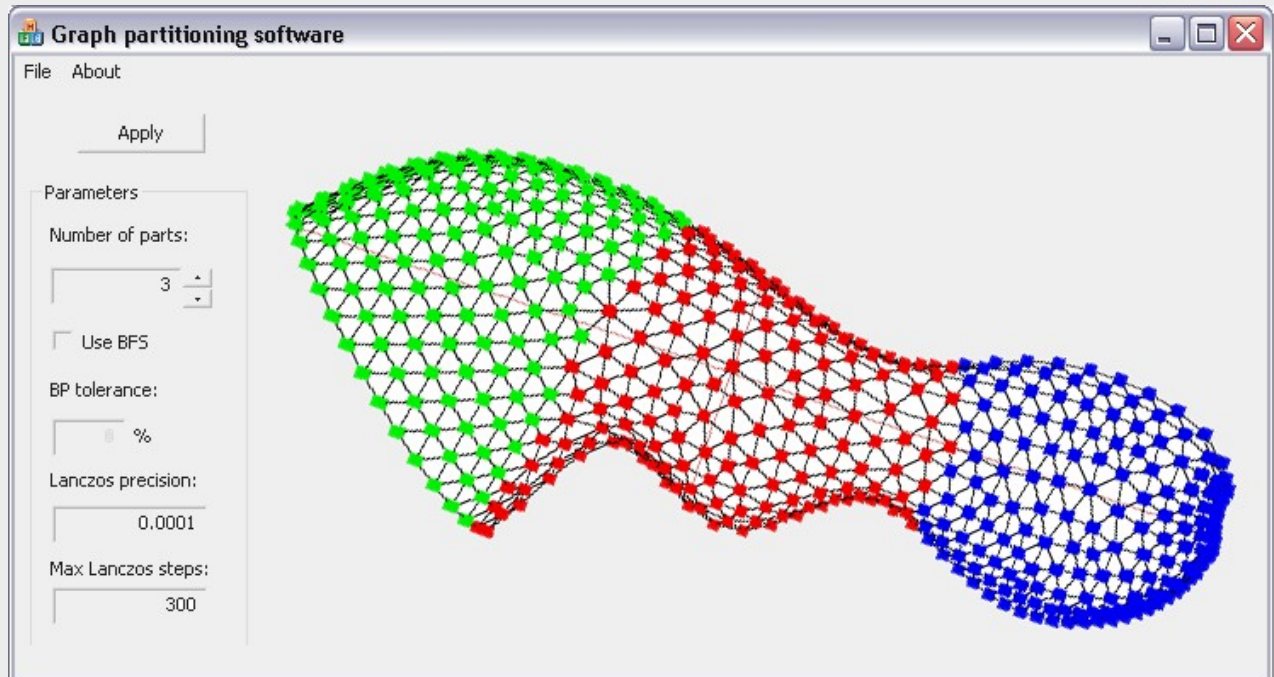 Graph partitioning software
File About
Apply
Parameters
Number of parts:
3
Use BFS
BP tolerance:
%
Lanczos precision:
0.0001
Max Lanczos steps:
300